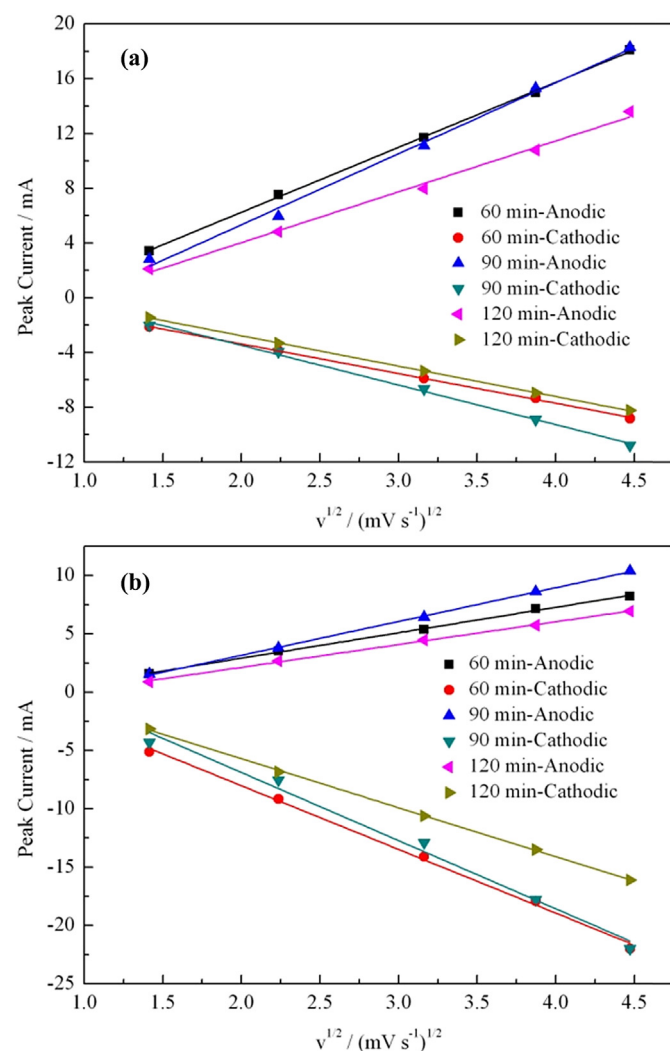 (a)
20
16
12
8
4
0
-4
-8
-12
Peak Current / mA
60 min-Anodic
60 min-Cathodic
90 min-Anodic
90 min-Cathodic
120 min-Anodic
120 min-Cathodic
1.0 1.5 2.0 2.5 3.0 3.5 4.0 4.5
v^1/2 / (mV s^-1)^1/2
(b)
10
5
0
-5
-10
-15
-20
-25
Peak Current / mA
60 min-Anodic
60 min-Cathodic
90 min-Anodic
90 min-Cathodic
120 min-Anodic
120 min-Cathodic
1.0 1.5 2.0 2.5 3.0 3.5 4.0 4.5
v^1/2 / (mV s^-1)^1/2